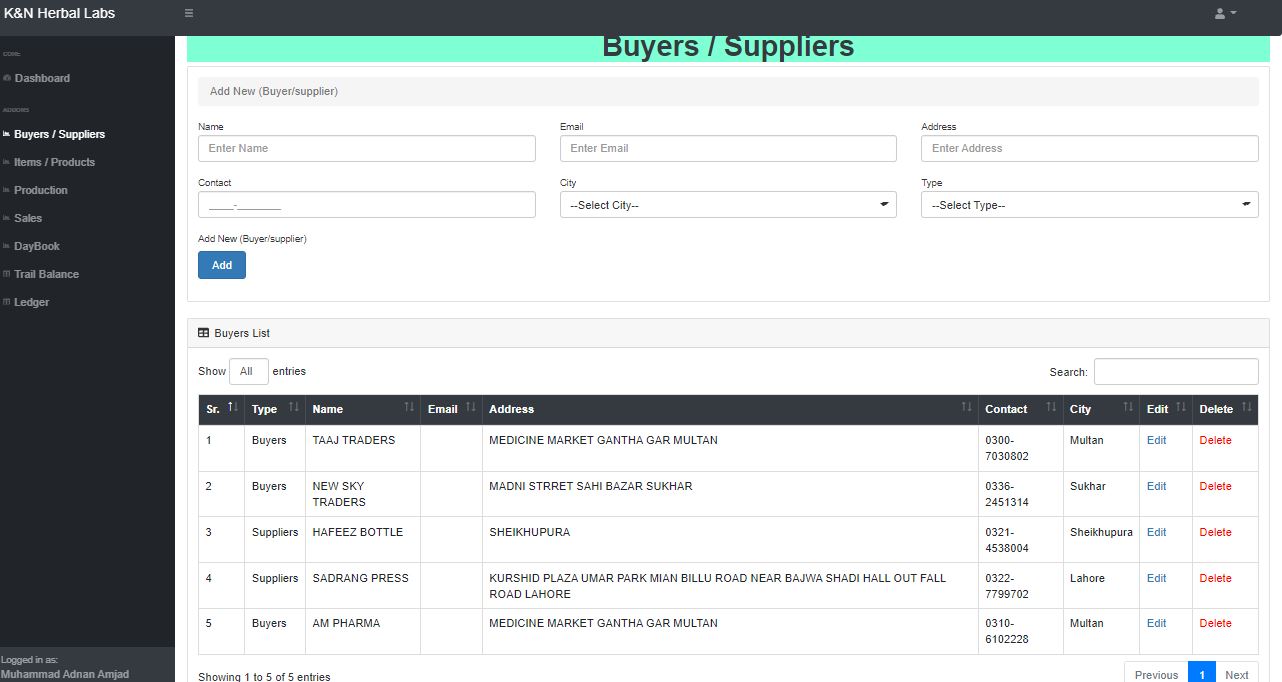 K&N Herbal Labs
CORE
Dashboard
ADDONS
Buyers / Suppliers
Items / Products
Production
Sales
DayBook
Trail Balance
Ledger
Logged in as:
Muhammad Adnan Amjad
Buyers / Suppliers
Add New (Buyer/supplier)
Name Email Address
Enter Name Enter Email Enter Address
Contact City Type
____-_______ --Select City-- --Select Type--
Add New (Buyer/supplier)
Add
Buyers List
Show All entries Search:
Sr. Type Name Email Address Contact City Edit Delete
1 Buyers TAAJ TRADERS MEDICINE MARKET GANTHA GAR MULTAN 0300- Multan Edit Delete
7030802
2 Buyers NEW SKY MADNI STRRET SAHI BAZAR SUKHAR 0336- Sukhar Edit Delete
TRADERS 2451314
3 Suppliers HAFEEZ BOTTLE SHEIKHUPURA 0321- Sheikhupura Edit Delete
4538004
4 Suppliers SADRANG PRESS KURSHID PLAZA UMAR PARK MIAN BILLU ROAD NEAR BAJWA SHADI HALL OUT FALL 0322- Lahore Edit Delete
ROAD LAHORE 7799702
5 Buyers AM PHARMA MEDICINE MARKET GANTHA GAR MULTAN 0310- Multan Edit Delete
6102228
Showing 1 to 5 of 5 entries Previous 1 Next